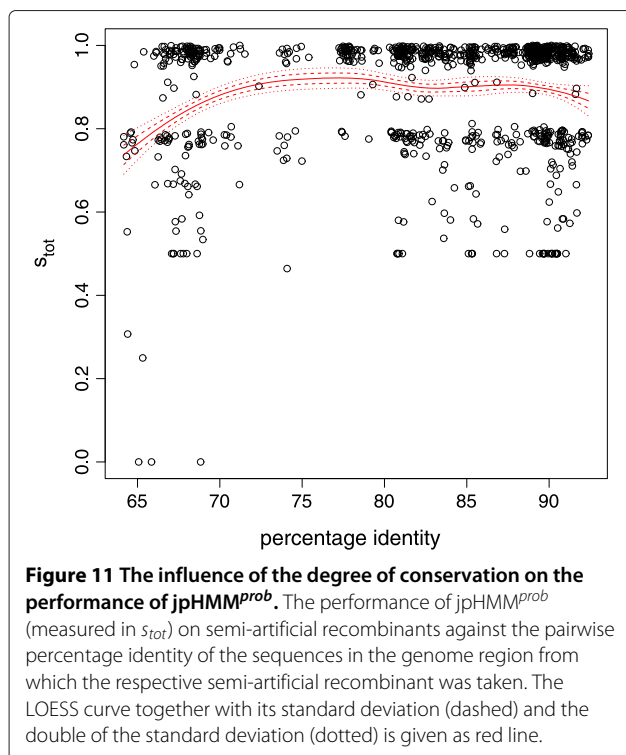 1.0
0.8
0.6
0.4
0.2
0.0
s_tot
65 70 75 80 85 90
percentage identity
Figure 11 The influence of the degree of conservation on the
performance of jpHMM^prob. The performance of jpHMM^prob
(measured in s_tot) on semi-artificial recombinants against the pairwise
percentage identity of the sequences in the genome region from
which the respective semi-artificial recombinant was taken. The
LOESS curve together with its standard deviation (dashed) and the
double of the standard deviation (dotted) is given as red line.